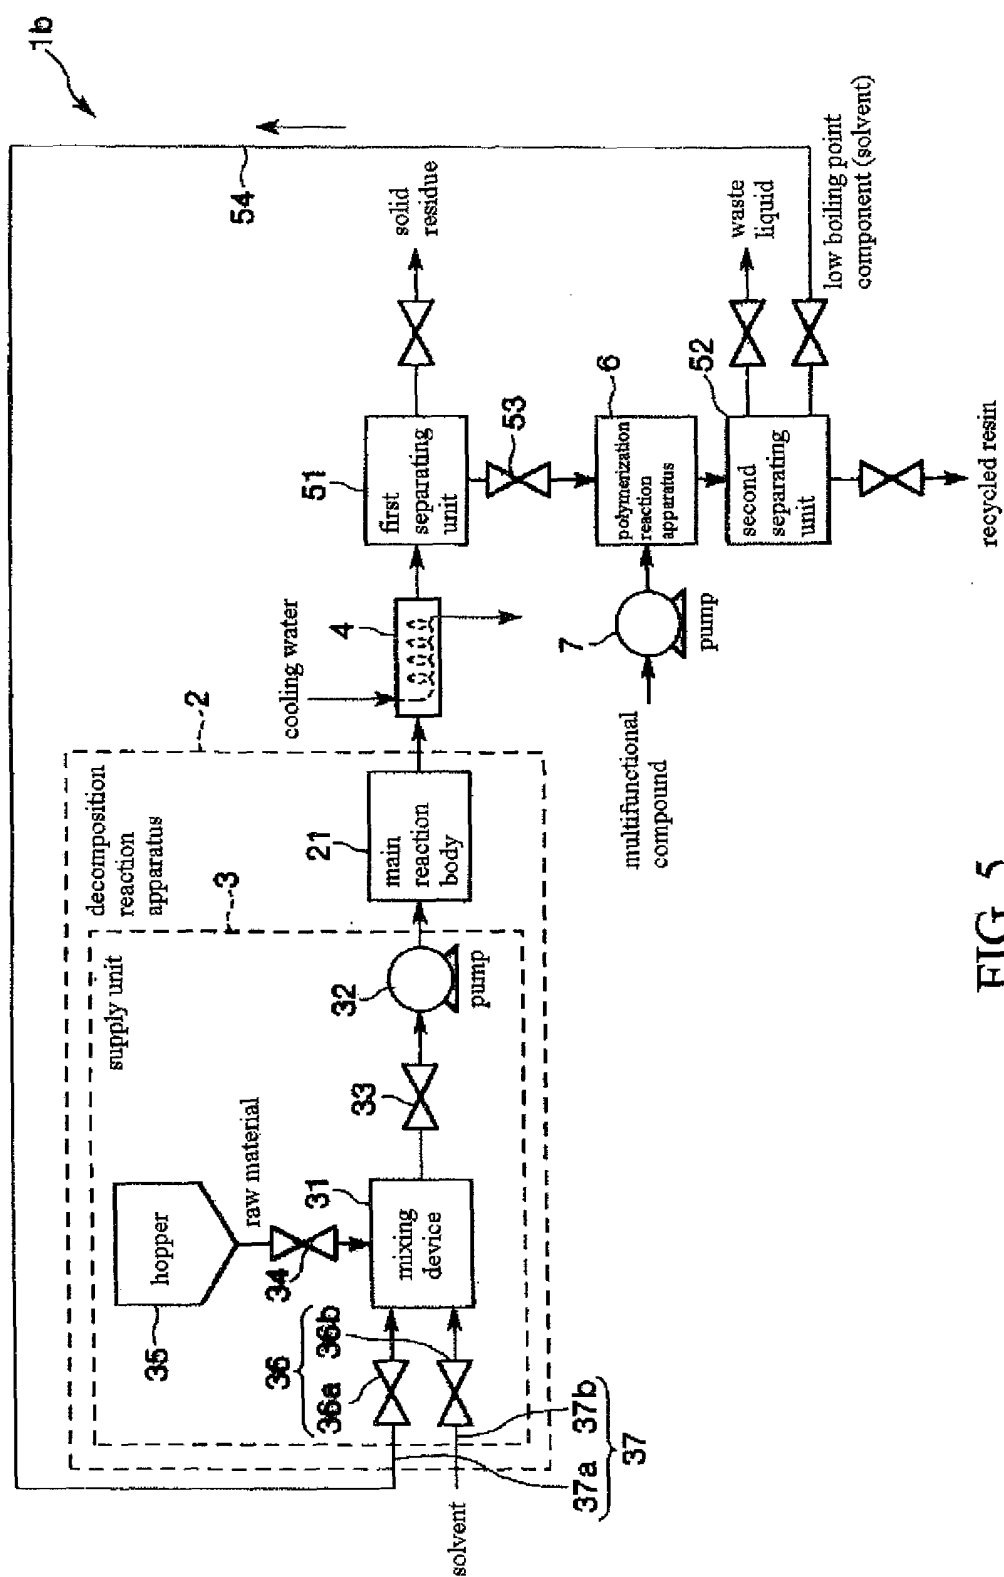 1b
54
decomposition
reaction
apparatus
2
supply unit
3
hopper
35
raw material
34
mixing
device
31
36
36a
36b
33
32
pump
main
reaction
body
21
cooling water
4
first
separating
unit
51
solid
residue
53
polymerization
reaction
apparatus
6
multifunctional
compound
7
pump
second
separating
unit
52
waste
liquid
low boiling point
component (solvent)
recycled resin
solvent
37a
37b
37
FIG. 5